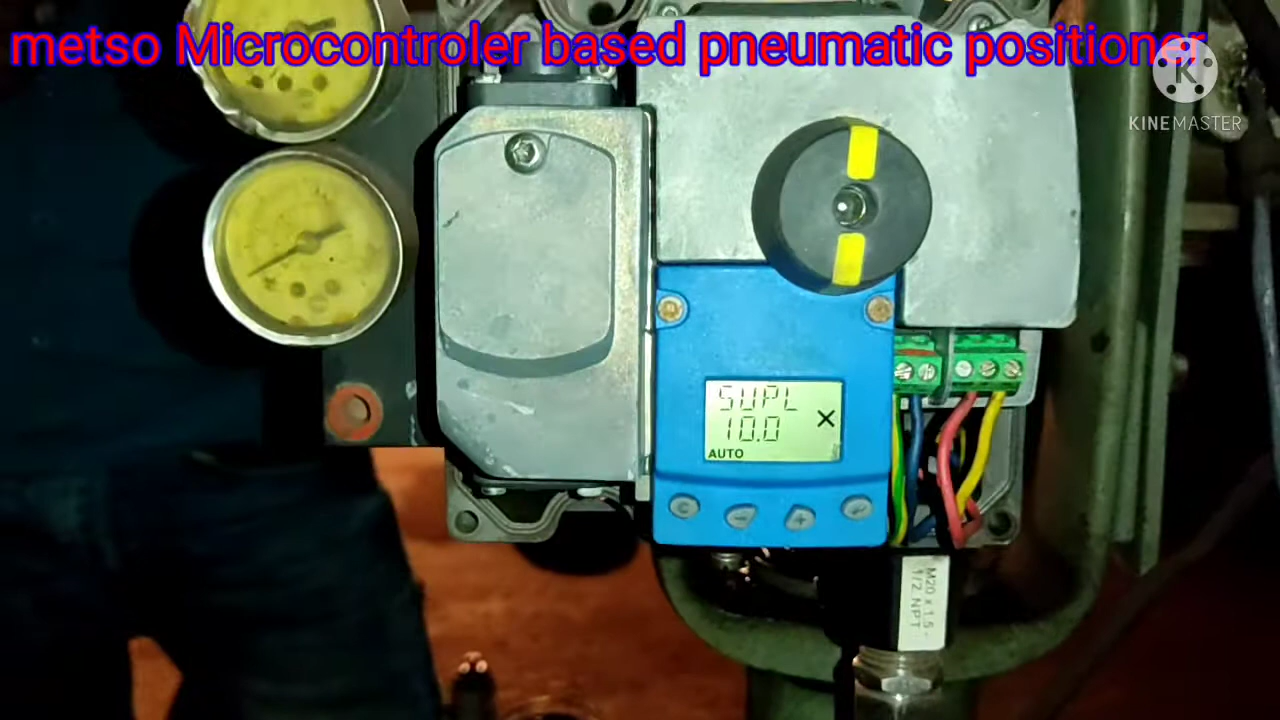 metso Microcontroler based pneumatic positioner
K
KINEMASTER
SUPL
10.0
AUTO
C
M20 x 1.5 -
1/2 NPT